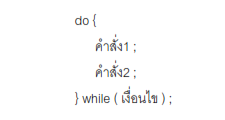 do {
คำสั่ง1 ;
คำสั่ง2 ;
} while ( เงื่อนไข ) ;